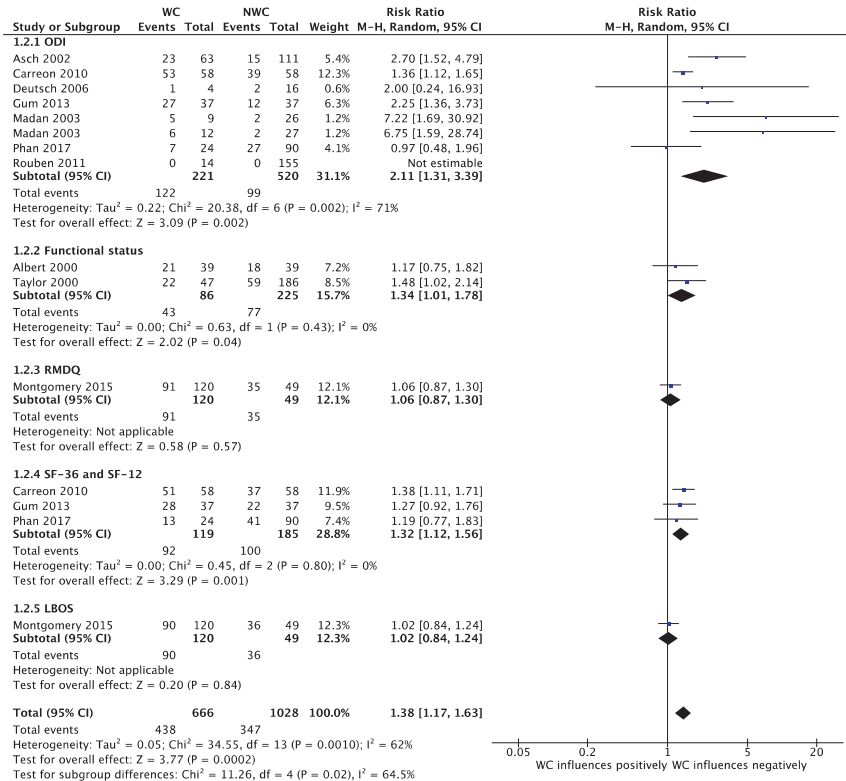 WC NWC Risk Ratio Risk Ratio
Study or Subgroup Events Total Events Total Weight M-H, Random, 95% CI M-H, Random, 95% CI
1.2.1 ODI
Asch 2002 23 63 15 111 5.4% 2.70 [1.52, 4.79]
Carreon 2010 53 58 39 58 12.3% 1.36 [1.12, 1.65]
Deutsch 2006 1 4 2 16 0.6% 2.00 [0.24, 16.93]
Gum 2013 27 37 12 37 6.3% 2.25 [1.36, 3.73]
Madan 2003 5 9 2 26 1.2% 7.22 [1.69, 30.92]
Madan 2003 6 12 2 27 1.2% 6.75 [1.59, 28.74]
Phan 2017 7 24 27 90 4.1% 0.97 [0.48, 1.96]
Rouben 2011 0 14 0 155 Not estimable
Subtotal (95% CI) 221 520 31.1% 2.11 [1.31, 3.39]
Total events 122 99
Heterogeneity: Tau² = 0.22; Chi² = 20.38, df = 6 (P = 0.002); I² = 71%
Test for overall effect: Z = 3.09 (P = 0.002)
1.2.2 Functional status
Albert 2000 21 39 18 39 7.2% 1.17 [0.75, 1.82]
Taylor 2000 22 47 59 186 8.5% 1.48 [1.02, 2.14]
Subtotal (95% CI) 86 225 15.7% 1.34 [1.01, 1.78]
Total events 43 77
Heterogeneity: Tau² = 0.00; Chi² = 0.63, df = 1 (P = 0.43); I² = 0%
Test for overall effect: Z = 2.02 (P = 0.04)
1.2.3 RMDQ
Montgomery 2015 91 120 35 49 12.1% 1.06 [0.87, 1.30]
Subtotal (95% CI) 120 49 12.1% 1.06 [0.87, 1.30]
Total events 91 35
Heterogeneity: Not applicable
Test for overall effect: Z = 0.58 (P = 0.57)
1.2.4 SF-36 and SF-12
Carreon 2010 51 58 37 58 11.9% 1.38 [1.11, 1.71]
Gum 2013 28 37 22 37 9.5% 1.27 [0.92, 1.76]
Phan 2017 13 24 41 90 7.4% 1.19 [0.77, 1.83]
Subtotal (95% CI) 119 185 28.8% 1.32 [1.12, 1.56]
Total events 92 100
Heterogeneity: Tau² = 0.00; Chi² = 0.45, df = 2 (P = 0.80); I² = 0%
Test for overall effect: Z = 3.29 (P = 0.001)
1.2.5 LBOS
Montgomery 2015 90 120 36 49 12.3% 1.02 [0.84, 1.24]
Subtotal (95% CI) 120 49 12.3% 1.02 [0.84, 1.24]
Total events 90 36
Heterogeneity: Not applicable
Test for overall effect: Z = 0.20 (P = 0.84)
Total (95% CI) 666 1028 100.0% 1.38 [1.17, 1.63]
Total events 438 347
Heterogeneity: Tau² = 0.05; Chi² = 34.55, df = 13 (P = 0.0010); I² = 62%
Test for overall effect: Z = 3.77 (P = 0.0002)
Test for subgroup differences: Chi² = 11.26, df = 4 (P = 0.02), I² = 64.5%
0.05 0.2 1 5 20
WC influences positively WC influences negatively